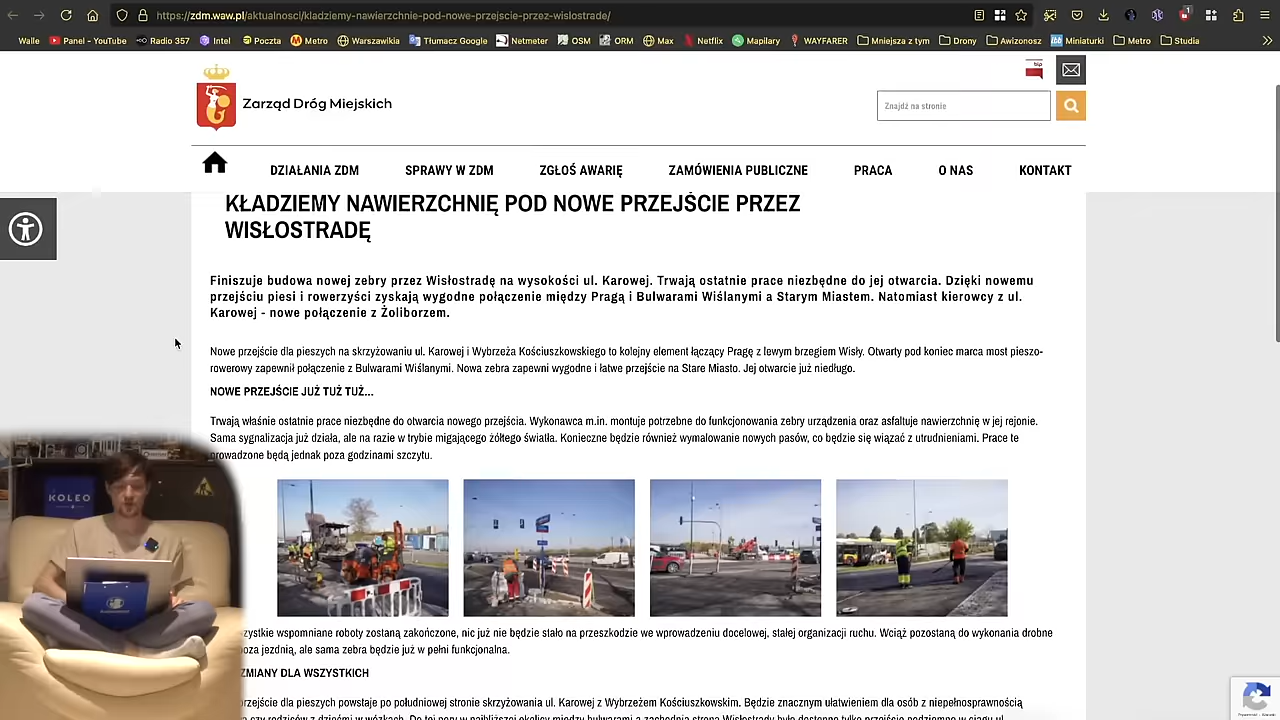 https://zdm.waw.pl/aktualnosci/kladziemy-nawierzchnie-pod-nowe-przejscie-przez-wislostrade/
Walle Panel - YouTube Radio 357 Intel Poczta Metro Warszawikia Tłumacz Google Netmeter OSM ORM Max Netflix Mapilary WAYFARER Mniejsza z tym Drony Awizonosz Miniaturki Metro Studia
bip
Zarząd Dróg Miejskich
Znajdź na stronie
DZIAŁANIA ZDM SPRAWY W ZDM ZGŁOŚ AWARIĘ ZAMÓWIENIA PUBLICZNE PRACA O NAS KONTAKT
KŁADZIEMY NAWIERZCHNIĘ POD NOWE PRZEJŚCIE PRZEZ
WISŁOSTRADĘ
Finiszuje budowa nowej zebry przez Wisłostradę na wysokości ul. Karowej. Trwają ostatnie prace niezbędne do jej otwarcia. Dzięki nowemu
przejściu piesi i rowerzyści zyskają wygodne połączenie między Pragą i Bulwarami Wiślanymi a Starym Miastem. Natomiast kierowcy z ul.
Karowej - nowe połączenie z Żoliborzem.
Nowe przejście dla pieszych na skrzyżowaniu ul. Karowej i Wybrzeża Kościuszkowskiego to kolejny element łączący Pragę z lewym brzegiem Wisły. Otwarty pod koniec marca most pieszo-
rowerowy zapewnił połączenie z Bulwarami Wiślanymi. Nowa zebra zapewni wygodne i łatwe przejście na Stare Miasto. Jej otwarcie już niedługo.
NOWE PRZEJŚCIE JUŻ TUŻ TUŻ...
Trwają właśnie ostatnie prace niezbędne do otwarcia nowego przejścia. Wykonawca m.in. montuje potrzebne do funkcjonowania zebry urządzenia oraz asfaltuje nawierzchnię w jej rejonie.
Sama sygnalizacja już działa, ale na razie w trybie migającego żółtego światła. Konieczne będzie również wymalowanie nowych pasów, co będzie się wiązać z utrudnieniami. Prace te
prowadzone będą jednak poza godzinami szczytu.
KOLEO
zystkie wspomniane roboty zostaną zakończone, nic już nie będzie stało na przeszkodzie we wprowadzeniu docelowej, stałej organizacji ruchu. Wciąż pozostaną do wykonania drobne
oza jezdnią, ale sama zebra będzie już w pełni funkcjonalna.
ZMIANY DLA WSZYSTKICH
rzejście dla pieszych powstaje po południowej stronie skrzyżowania ul. Karowej z Wybrzeżem Kościuszkowskim. Będzie znacznym ułatwieniem dla osób z niepełnosprawnością